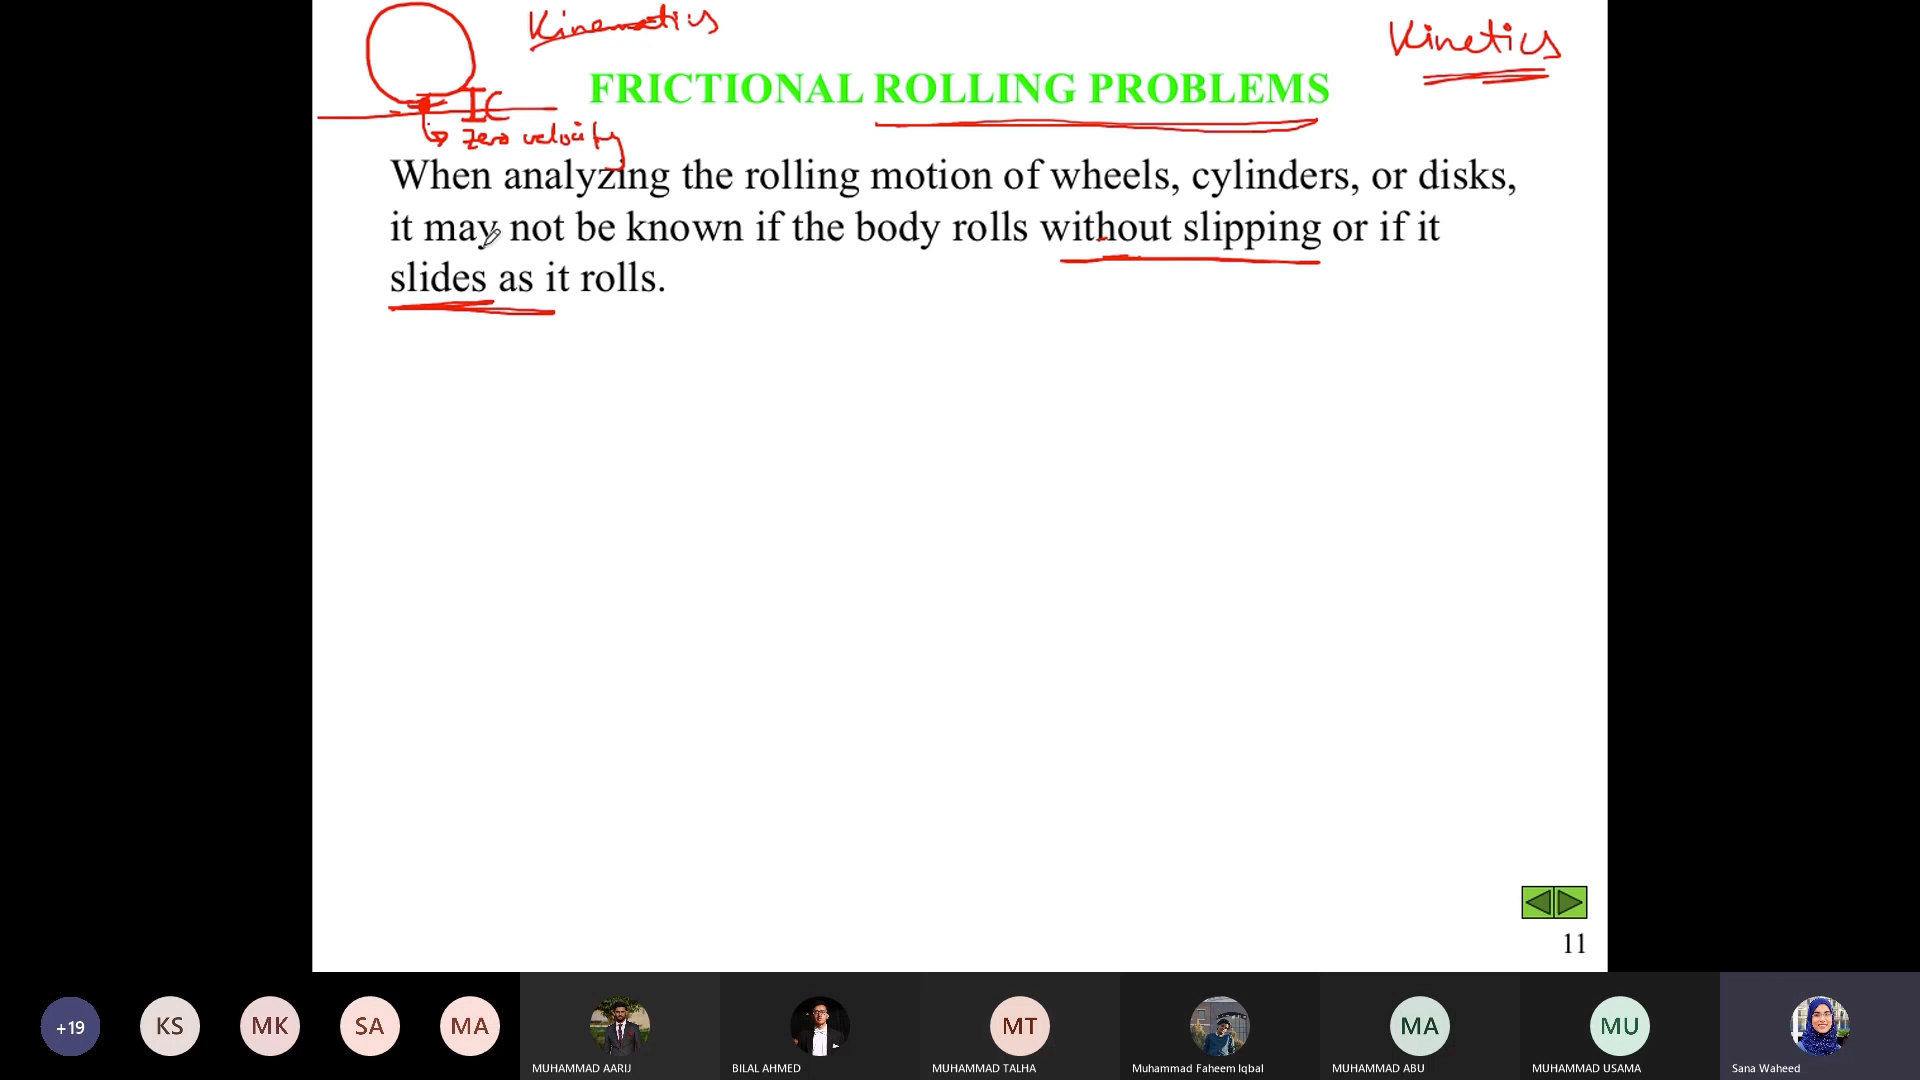 Kinematics
Kinetics
FRICTIONAL ROLLING PROBLEMS
IC
zero velocity
When analyzing the rolling motion of wheels, cylinders, or disks,
it may not be known if the body rolls without slipping or if it
slides as it rolls.
11
+19
KS
MK
SA
MA
MT
MA
MU
MUHAMMAD AARIJ
BILAL AHMED
MUHAMMAD TALHA
Muhammad Faheem Iqbal
MUHAMMAD ABU
MUHAMMAD USAMA
Sana Waheed